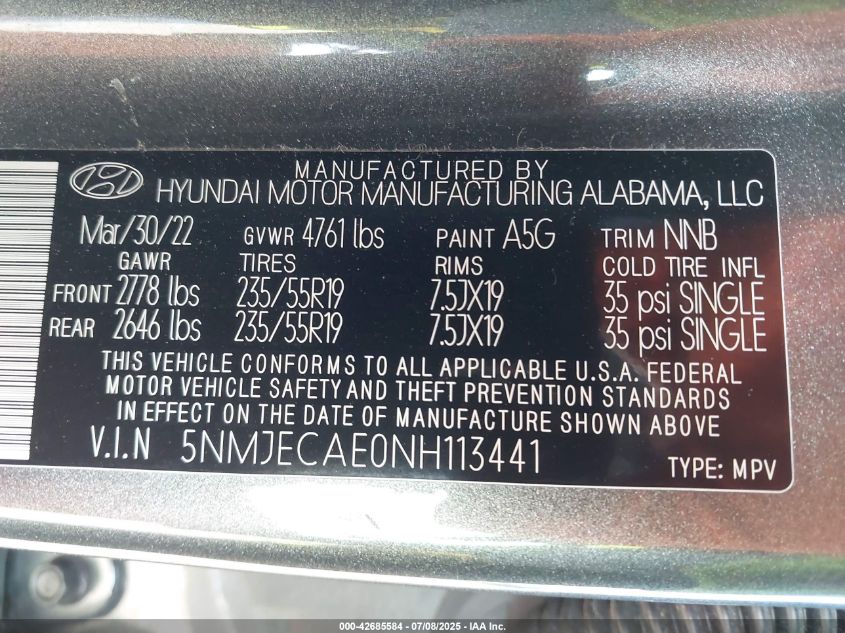 MANUFACTURED BY
HYUNDAI MOTOR MANUFACTURING ALABAMA, LLC
Mar/30/22 GVWR 4761 lbs PAINT A5G TRIM NNB
GAWR TIRES RIMS COLD TIRE INFL
FRONT 2778 lbs 235/55R19 7.5JX19 35 psi SINGLE
REAR 2646 lbs 235/55R19 7.5JX19 35 psi SINGLE
THIS VEHICLE CONFORMS TO ALL APPLICABLE U.S.A. FEDERAL
MOTOR VEHICLE SAFETY AND THEFT PREVENTION STANDARDS
IN EFFECT ON THE DATE OF MANUFACTURE SHOWN ABOVE
V.I.N 5NMJECAE0NH113441 TYPE: MPV
000-42685584 / 07/08/2025 - IAA Inc.